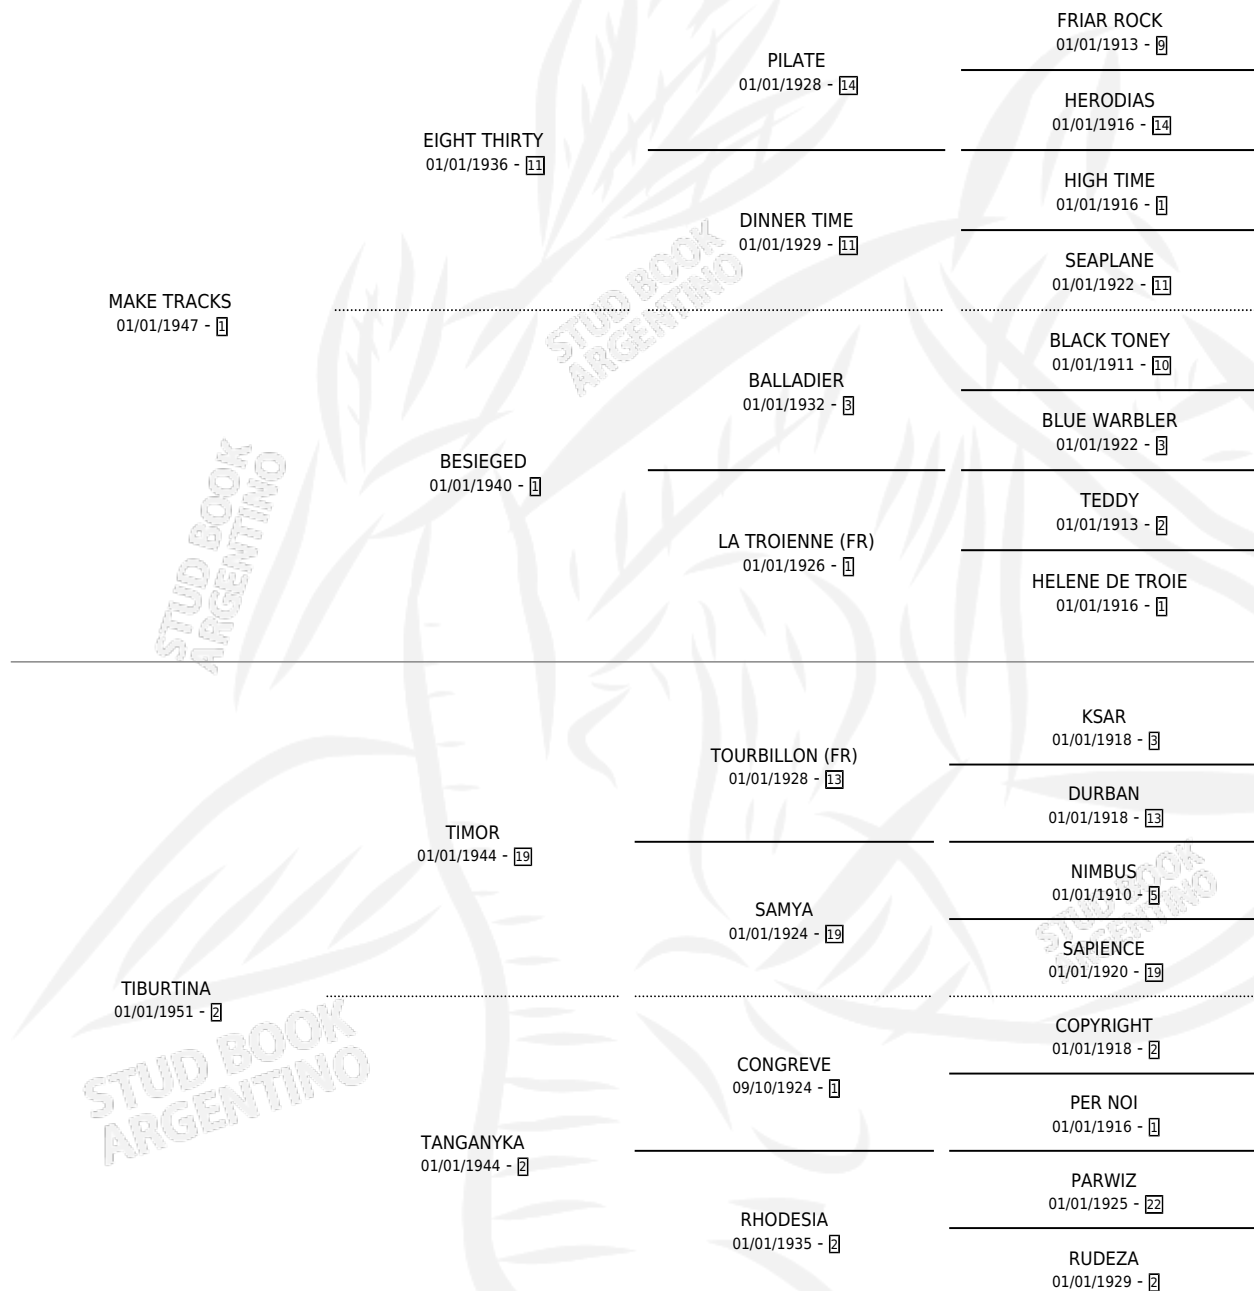 FRIAR ROCK
01/01/1913 - 9
PILATE
01/01/1928 - 14
HERODIAS
01/01/1916 - 14
EIGHT THIRTY
01/01/1936 - 11
HIGH TIME
01/01/1916 - 1
DINNER TIME
01/01/1929 - 11
SEAPLANE
01/01/1922 - 11
MAKE TRACKS
01/01/1947 - 1
BLACK TONEY
01/01/1911 - 10
BALLADIER
01/01/1932 - 3
BLUE WARBLER
01/01/1922 - 3
BESIEGED
01/01/1940 - 1
TEDDY
01/01/1913 - 2
LA TROIENNE (FR)
01/01/1926 - 1
HELENE DE TROIE
01/01/1916 - 1
KSAR
01/01/1918 - 3
TOURBILLON (FR)
01/01/1928 - 13
DURBAN
01/01/1918 - 13
TIMOR
01/01/1944 - 19
NIMBUS
01/01/1910 - 5
SAMYA
01/01/1924 - 19
SAPIENCE
01/01/1920 - 19
TIBURTINA
01/01/1951 - 2
COPYRIGHT
01/01/1918 - 2
CONGREVE
09/10/1924 - 1
PER NOI
01/01/1916 - 1
TANGANYKA
01/01/1944 - 2
PARWIZ
01/01/1925 - 22
RHODESIA
01/01/1935 - 2
RUDEZA
01/01/1929 - 2
STUD BOOK
ARGENTINO
STUD BOOK
ARGENTINO
STUD BOOK
ARGENTINO
STUD BOOK
ARGENTINO